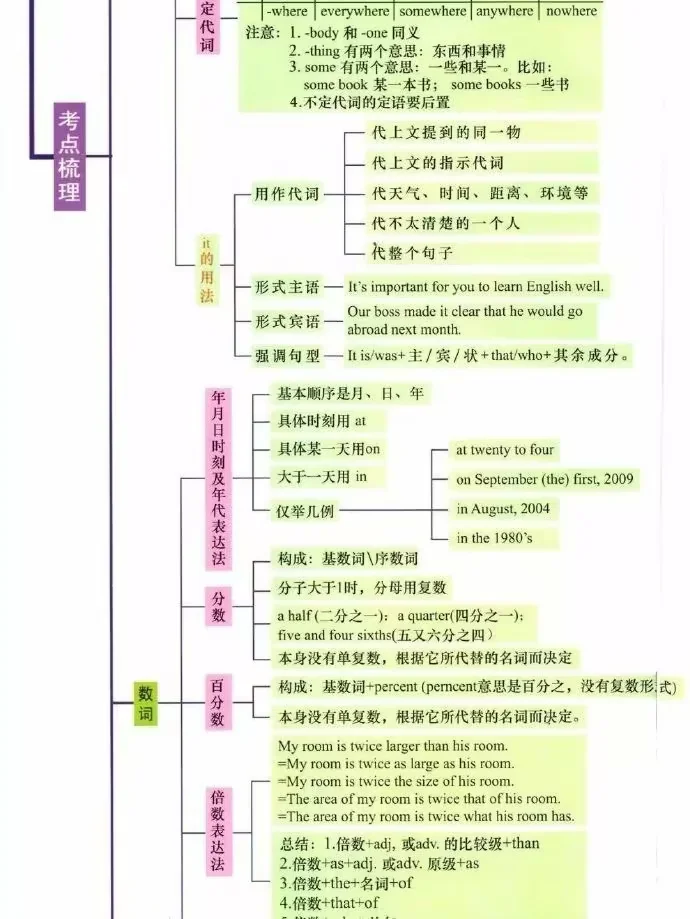 定代词
-where everywhere somewhere anywhere nowhere
注意：1. -body 和 -one 同义
2. -thing 有两个意思：东西和事情
3. some 有两个意思：一些和某一。比如：
some book 某一本书； some books 一些书
4.不定代词的定语要后置
考点梳理
it的用法
用作代词
代上文提到的同一物
代上文的指示代词
代天气、时间、距离、环境等
代不太清楚的一个人
代整个句子
形式主语
It's important for you to learn English well.
形式宾语
Our boss made it clear that he would go
abroad next month.
强调句型
It is/was+主/宾/状+that/who+其余成分。
数词
年月日时刻及年代表达法
基本顺序是月、日、年
具体时刻用 at
具体某一天用on
大于一天用 in
仅举几例
at twenty to four
on September (the) first, 2009
in August, 2004
in the 1980's
分数
构成：基数词\序数词
分子大于1时，分母用复数
a half (二分之一)；a quarter(四分之一)；
five and four sixths(五又六分之四）
本身没有单复数，根据它所代替的名词而决定
百分数
构成：基数词+percent (perncent意思是百分之，没有复数形式)
本身没有单复数，根据它所代替的名词而决定。
倍数表达法
My room is twice larger than his room.
=My room is twice as large as his room.
=My room is twice the size of his room.
=The area of my room is twice that of his room.
=The area of my room is twice what his room has.
总结：1.倍数+adj, 或adv. 的比较级+than
2.倍数+as+adj. 或adv. 原级+as
3.倍数+the+名词+of
4.倍数+that+of